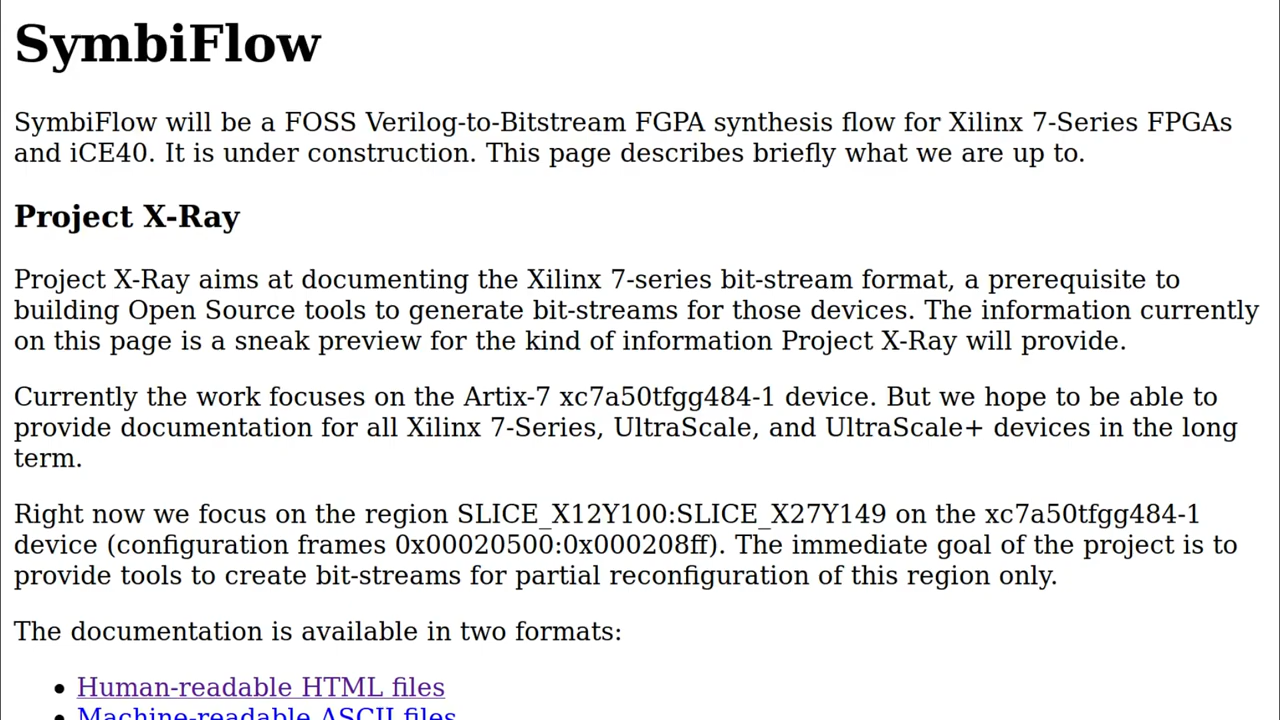 SymbiFlow
SymbiFlow will be a FOSS Verilog-to-Bitstream FGPA synthesis flow for Xilinx 7-Series FPGAs
and iCE40. It is under construction. This page describes briefly what we are up to.
Project X-Ray
Project X-Ray aims at documenting the Xilinx 7-series bit-stream format, a prerequisite to
building Open Source tools to generate bit-streams for those devices. The information currently
on this page is a sneak preview for the kind of information Project X-Ray will provide.
Currently the work focuses on the Artix-7 xc7a50tfgg484-1 device. But we hope to be able to
provide documentation for all Xilinx 7-Series, UltraScale, and UltraScale+ devices in the long
term.
Right now we focus on the region SLICE_X12Y100:SLICE_X27Y149 on the xc7a50tfgg484-1
device (configuration frames 0x00020500:0x000208ff). The immediate goal of the project is to
provide tools to create bit-streams for partial reconfiguration of this region only.
The documentation is available in two formats:
• Human-readable HTML files
• Machine-readable ASCII files